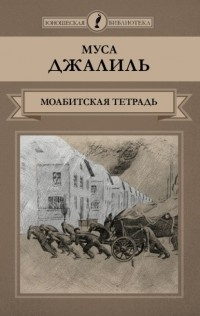 ЮНОШЕСКАЯ БИБЛИОТЕКА
МУСА
ДЖАЛИЛЬ
МОАБИТСКАЯ ТЕТРАДЬ